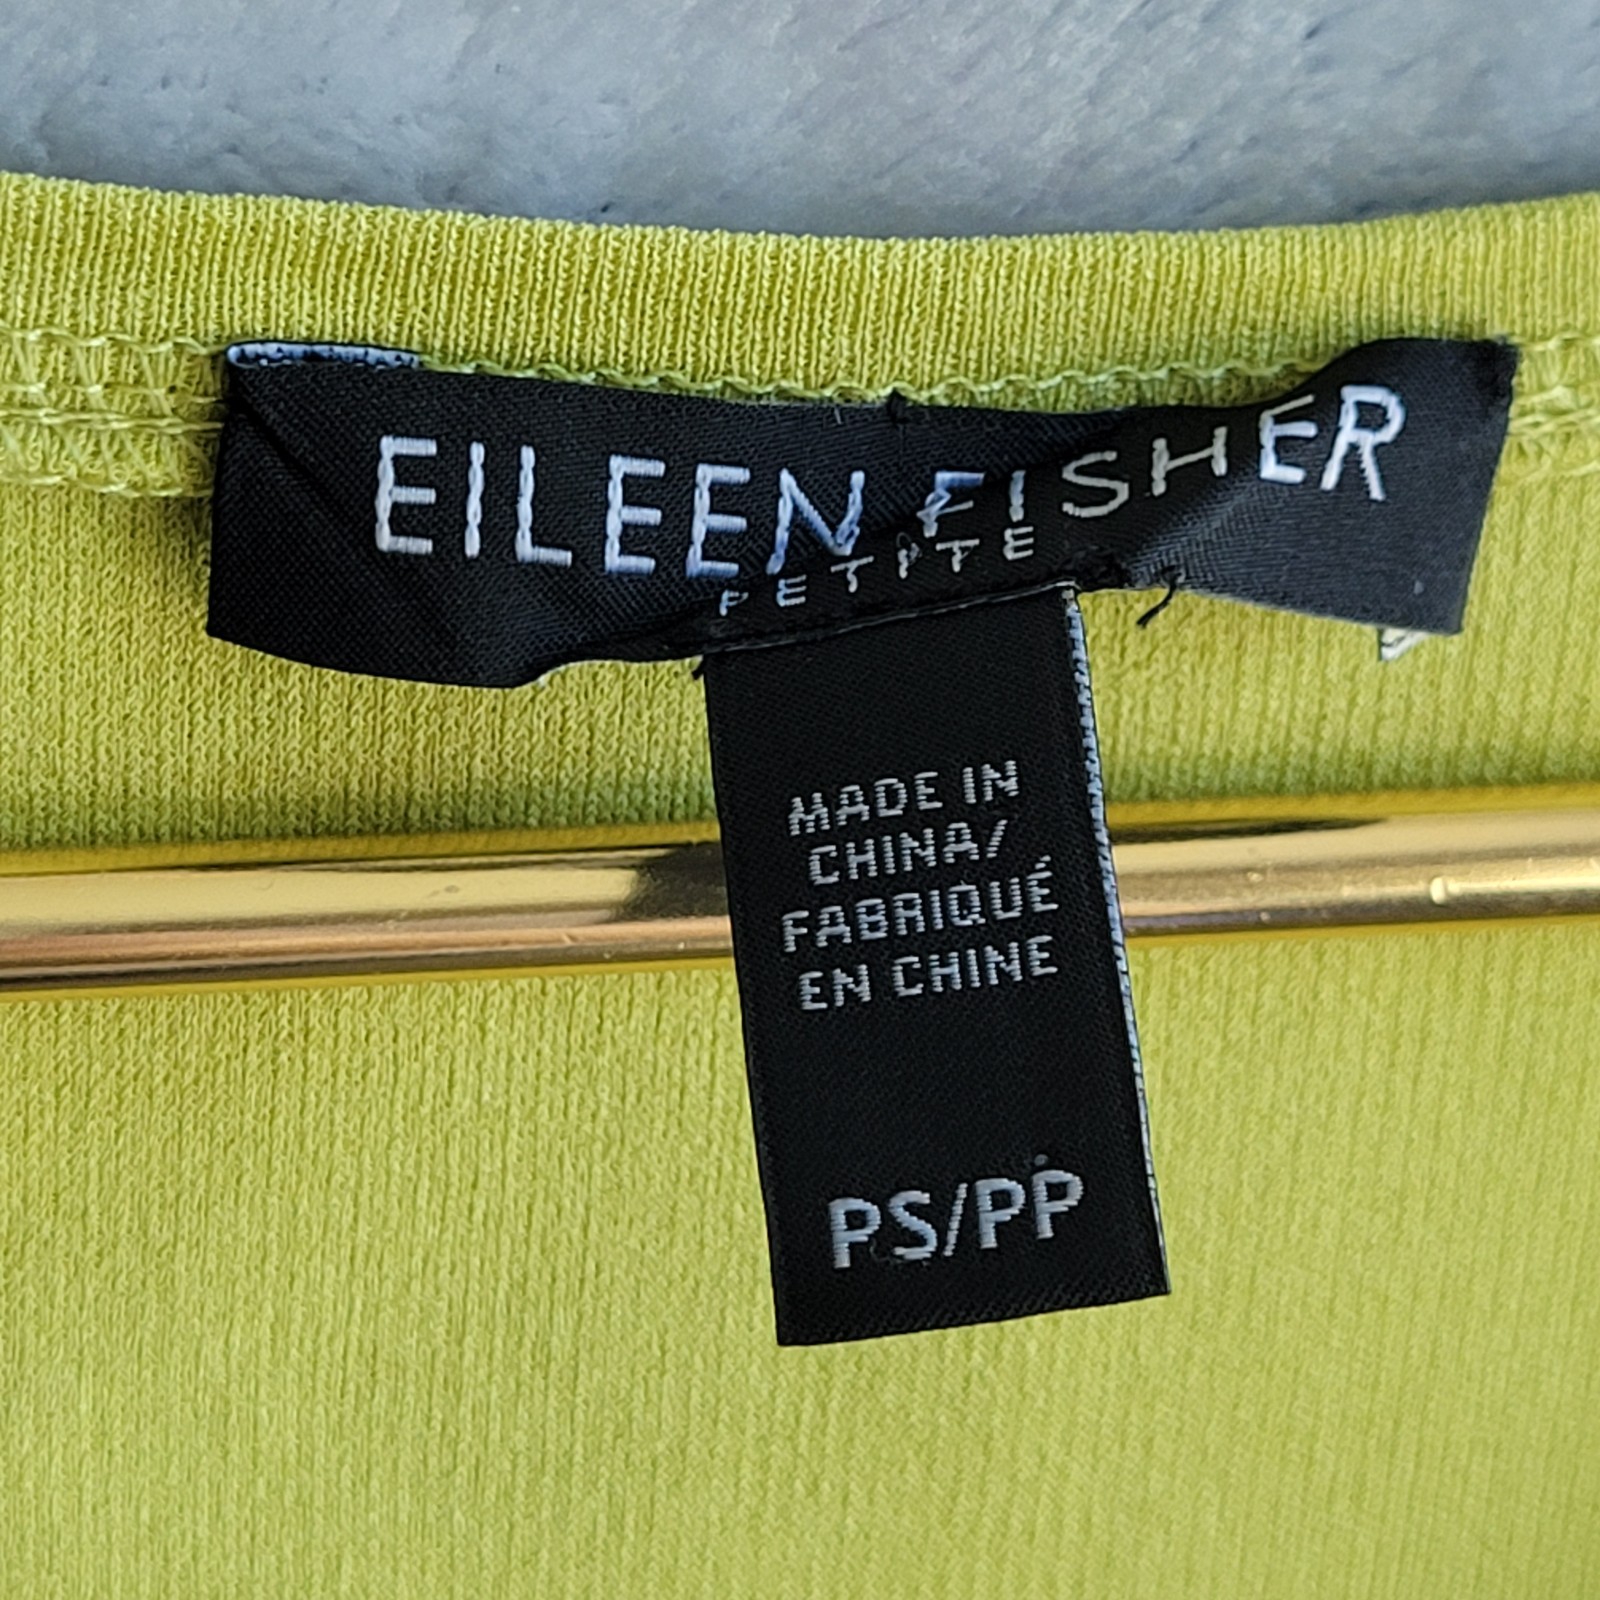 EILEEN FISHER
PETITE
MADE IN
CHINA/
FABRIQUÉ
EN CHINE
PS/PP